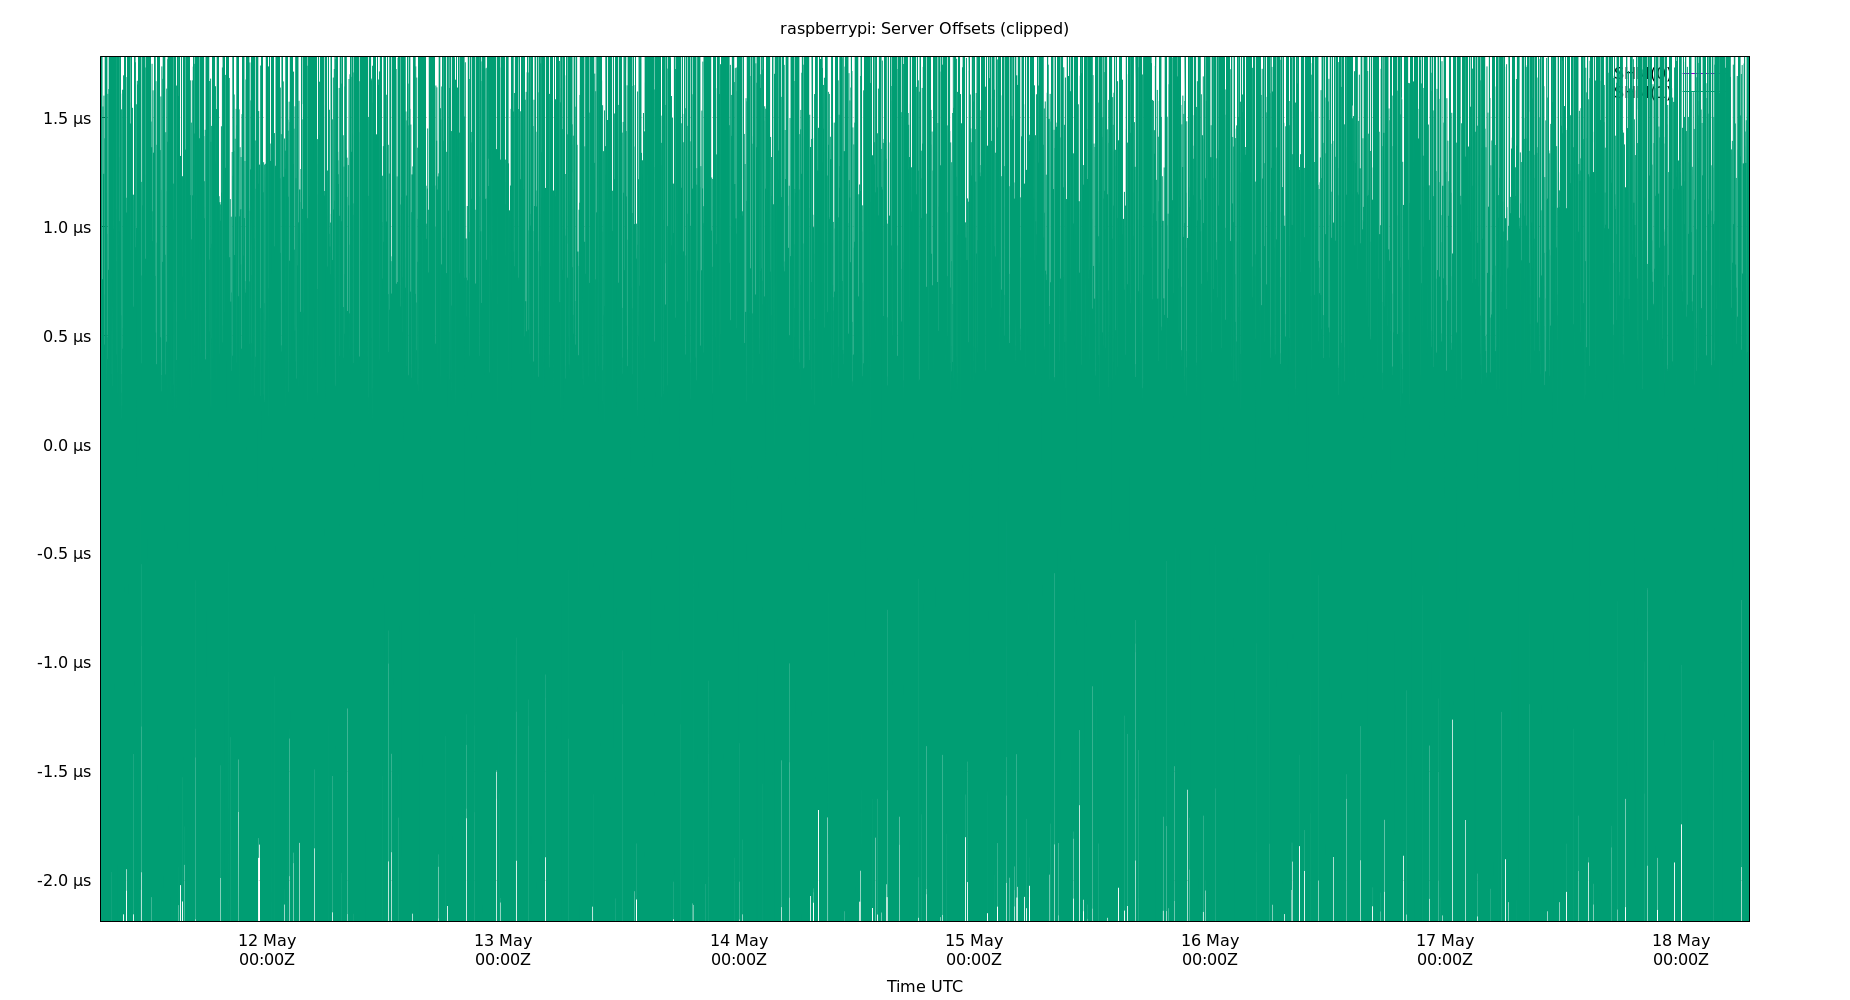 raspberrypi: Server Offsets (clipped)
SHM(0)
1.5 µs
1.0 µs
0.5 µs
0.0 µs
-0.5 µs
-1.0 µs
-1.5 µs
-2.0 µs
12 May 13 May 14 May 15 May 16 May 17 May 18 May
00:00Z 00:00Z 00:00Z 00:00Z 00:00Z 00:00Z 00:00Z
Time UTC